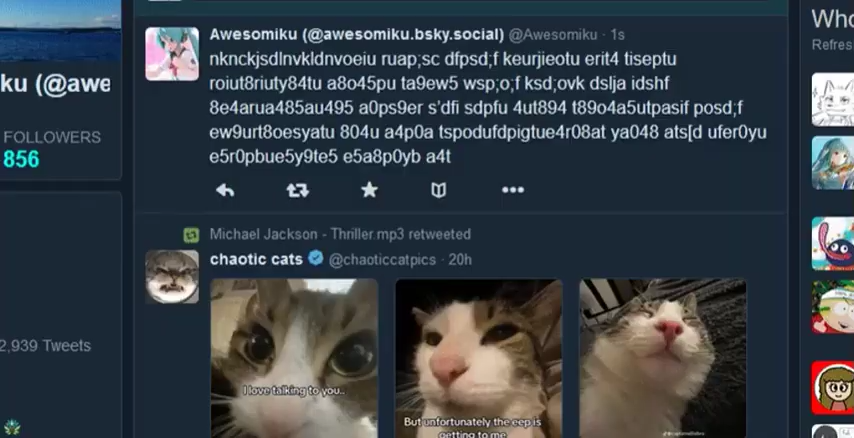 Who
Refres
Awesomiku (@awesomiku.bsky.social) @Awesomiku · 1s
nknckjsdlnvkldnvoeiu ruap;sc dfpsd;f keurjieotu erit4 tiseptu
roiut8riuty84tu a8o45pu ta9ew5 wsp;o;f ksd;ovk dslja idshf
8e4arua485au495 a0ps9er s'dfi sdpfu 4ut894 t89o4a5utpasif posd;f
ew9urt8oesyatu 804u a4p0a tspodufdpigtue4r08at ya048 ats[d ufer0yu
e5r0pbue5y9te5 e5a8p0yb a4t
ku (@awe
FOLLOWERS
856
2,939 Tweets
Michael Jackson - Thriller.mp3 retweeted
chaotic cats @chaoticcatpics · 20h
I love talking to you..
But unfortunately the eep is
getting to me